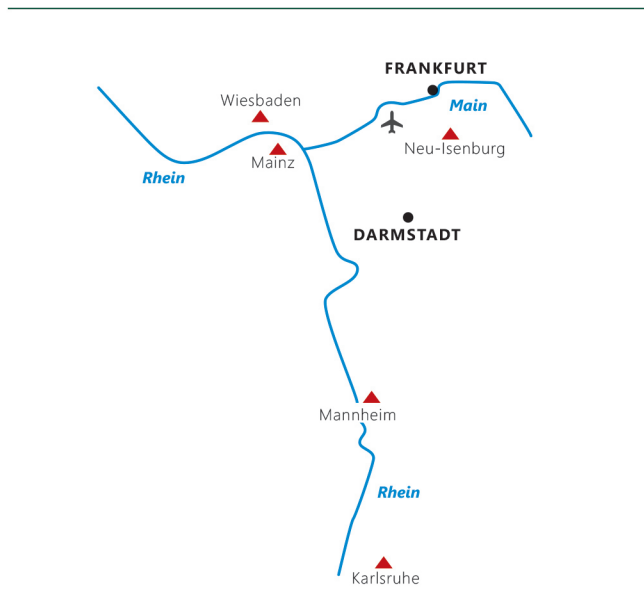 FRANKFURT
Wiesbaden
Main
Neu-Isenburg
Mainz
Rhein
DARMSTADT
Mannheim
Rhein
Karlsruhe